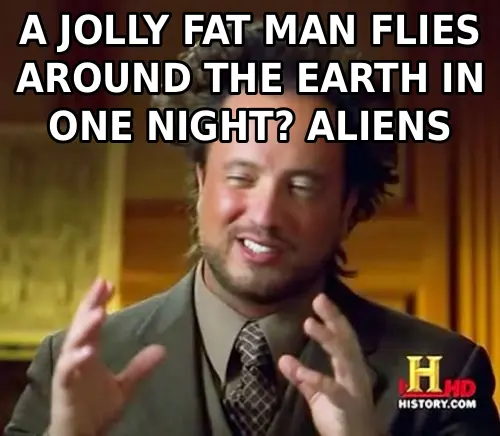 A JOLLY FAT MAN FLIES
AROUND THE EARTH IN
ONE NIGHT? ALIENS
H HD
HISTORY.COM